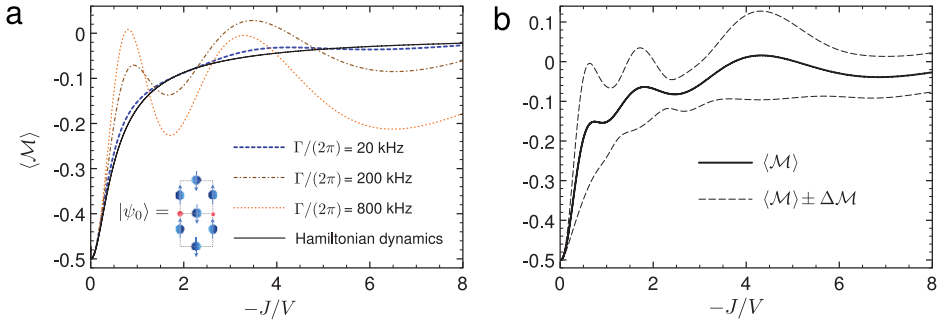 a
0
-0.1
-0.2
-0.3
-0.4
-0.5
⟨ℳ⟩
Γ/(2π) = 20 kHz
Γ/(2π) = 200 kHz
Γ/(2π) = 800 kHz
Hamiltonian dynamics
|ψ₀⟩ =
0 2 4 6 8
−J/V
b
0.1
0
-0.1
-0.2
-0.3
-0.4
-0.5
⟨ℳ⟩
⟨ℳ⟩ ± Δℳ
0 2 4 6 8
−J/V